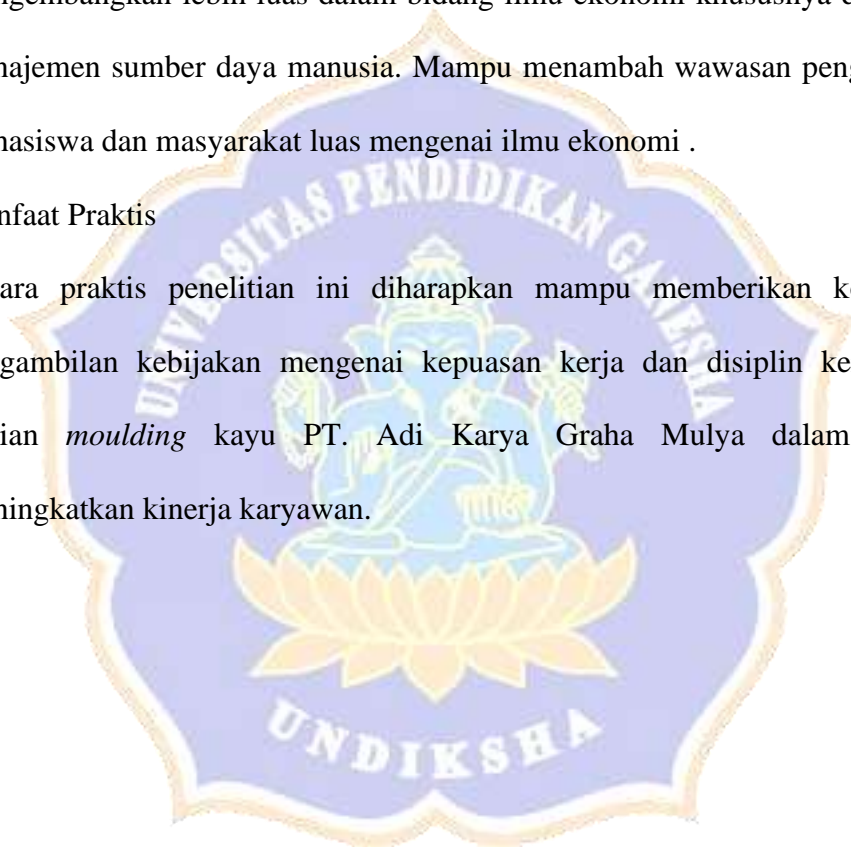 ngembangkan lebih luas dalam bidang ilmu ekonomi khususnya
najemen sumber daya manusia. Mampu menambah wawasan peng
hasiswa dan masyarakat luas mengenai ilmu ekonomi .
nfaat Praktis
ara praktis penelitian ini diharapkan mampu memberikan k
gambilan kebijakan mengenai kepuasan kerja dan disiplin ke
ian moulding kayu PT. Adi Karya Graha Mulya dalam
ningkatkan kinerja karyawan.
UNIVERSITAS PENDIDIKAN GANESHA
UNDIKSHA